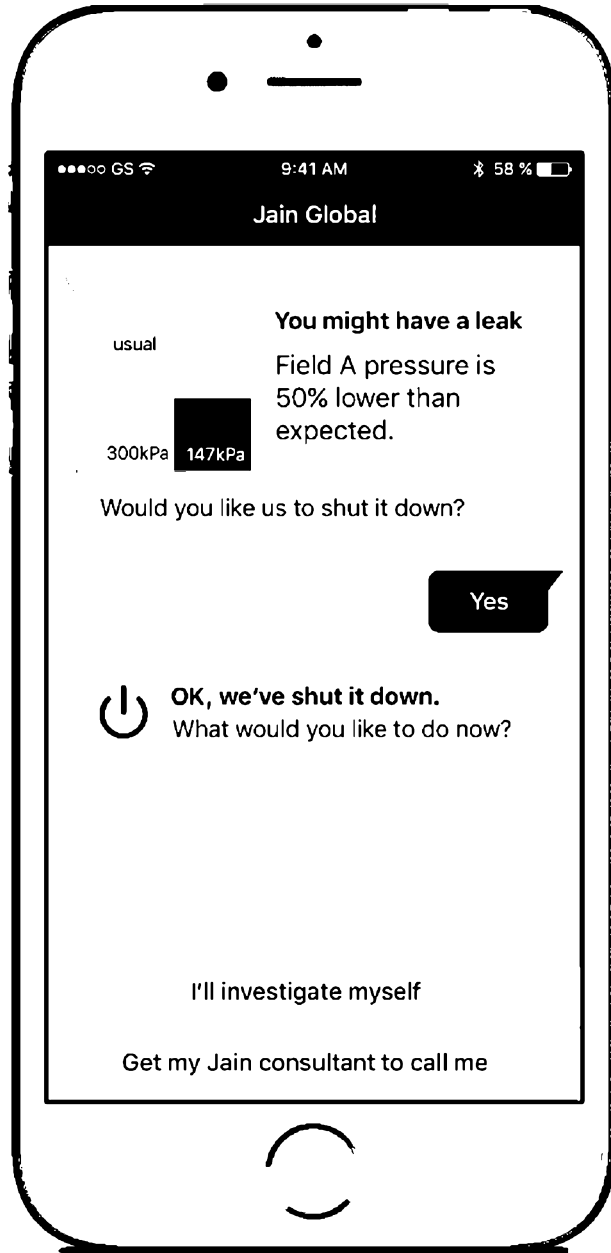 GS 9:41 AM 58 %
Jain Global
You might have a leak
usual
Field A pressure is
50% lower than
expected.
300kPa 147kPa
Would you like us to shut it down?
Yes
OK, we've shut it down.
What would you like to do now?
I'll investigate myself
Get my Jain consultant to call me